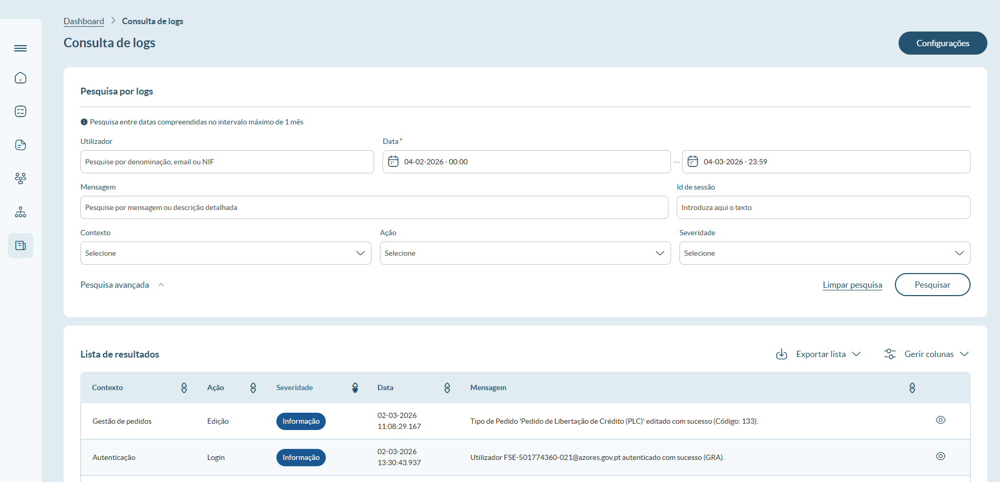 Dashboard > Consulta de logs
Consulta de logs
Configurações
Pesquisa por logs
Pesquisa entre datas compreendidas no intervalo máximo de 1 mês
Utilizador Data*
Pesquise por denominação, email ou NIF 04-02-2026 - 00:00 ... 04-03-2026 - 23:59
Mensagem Id de sessão
Pesquise por mensagem ou descrição detalhada Introduza aqui o texto
Contexto Ação Severidade
Selecione Selecione Selecione
Pesquisa avançada Limpar pesquisa Pesquisar
Lista de resultados Exportar lista Gerir colunas
Contexto Ação Severidade Data Mensagem
Gestão de pedidos Edição Informação 02-03-2026 11:08:29.167 Tipo de Pedido 'Pedido de Libertação de Crédito (PLC)' editado com sucesso (Código: 133).
Autenticação Login Informação 02-03-2026 13:30:43.937 Utilizador FSE-501774360-021@azores.gov.pt autenticado com sucesso (GRA).